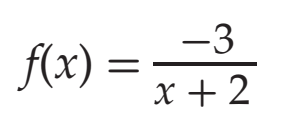 f(x) = -3 / x + 2